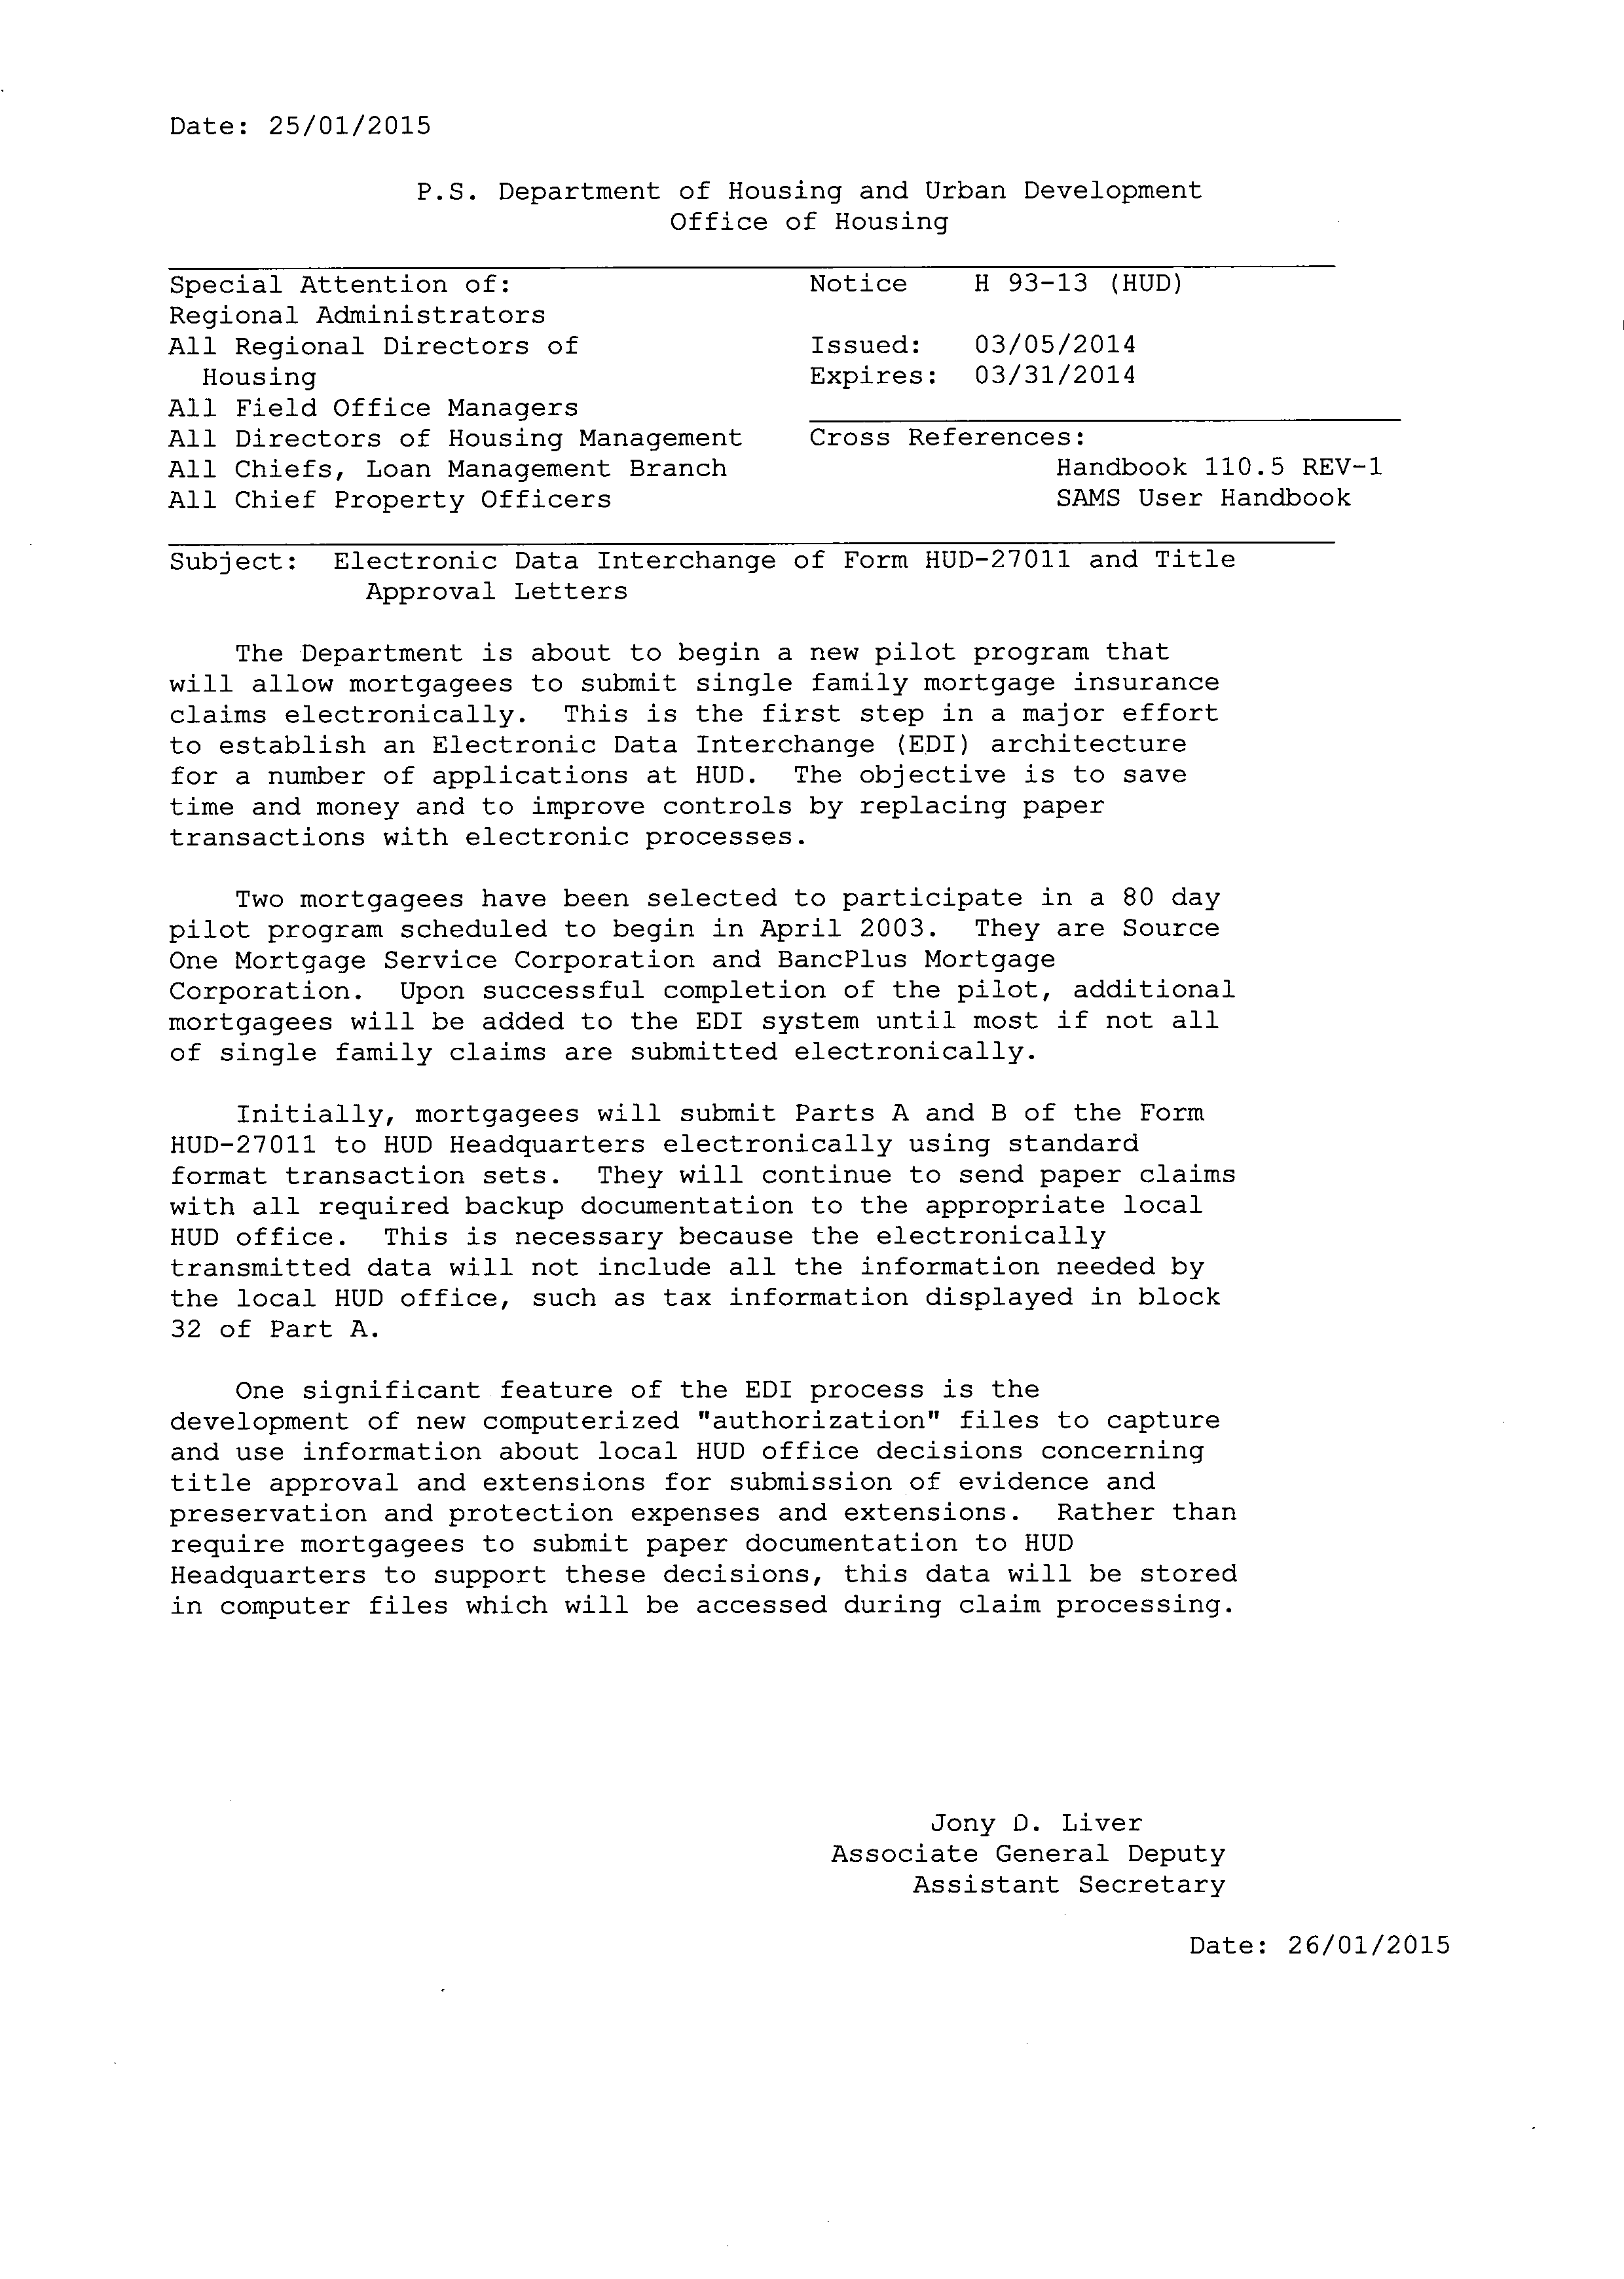 Date: 25/01/2015
P.S. Department of Housing and Urban Development
Office of Housing
Special Attention of:
Regional Administrators
All Regional Directors of
Housing
All Field Office Managers
All Directors of Housing Management
All Chiefs, Loan Management Branch
All Chief Property Officers
Notice H 93-13 (HUD)
Issued: 03/05/2014
Expires: 03/31/2014
Cross References:
Handbook 110.5 REV-1
SAMS User Handbook
Subject: Electronic Data Interchange of Form HUD-27011 and Title
Approval Letters
The Department is about to begin a new pilot program that
will allow mortgagees to submit single family mortgage insurance
claims electronically. This is the first step in a major effort
to establish an Electronic Data Interchange (EDI) architecture
for a number of applications at HUD. The objective is to save
time and money and to improve controls by replacing paper
transactions with electronic processes.
Two mortgagees have been selected to participate in a 80 day
pilot program scheduled to begin in April 2003. They are Source
One Mortgage Service Corporation and BancPlus Mortgage
Corporation. Upon successful completion of the pilot, additional
mortgagees will be added to the EDI system until most if not all
of single family claims are submitted electronically.
Initially, mortgagees will submit Parts A and B of the Form
HUD-27011 to HUD Headquarters electronically using standard
format transaction sets. They will continue to send paper claims
with all required backup documentation to the appropriate local
HUD office. This is necessary because the electronically
transmitted data will not include all the information needed by
the local HUD office, such as tax information displayed in block
32 of Part A.
One significant feature of the EDI process is the
development of new computerized "authorization" files to capture
and use information about local HUD office decisions concerning
title approval and extensions for submission of evidence and
preservation and protection expenses and extensions. Rather than
require mortgagees to submit paper documentation to HUD
Headquarters to support these decisions, this data will be stored
in computer files which will be accessed during claim processing.
Jony D. Liver
Associate General Deputy
Assistant Secretary
Date: 26/01/2015